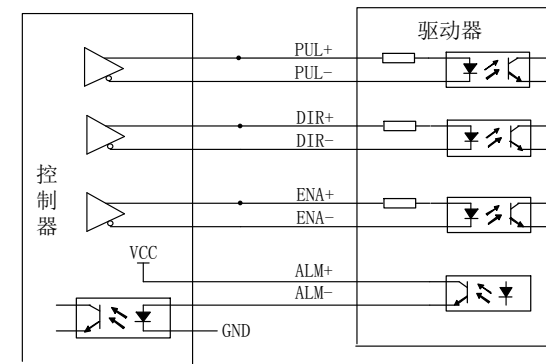 驱动器
PUL+
PUL-
DIR+
DIR-
控制器
ENA+
ENA-
VCC
ALM+
ALM-
GND